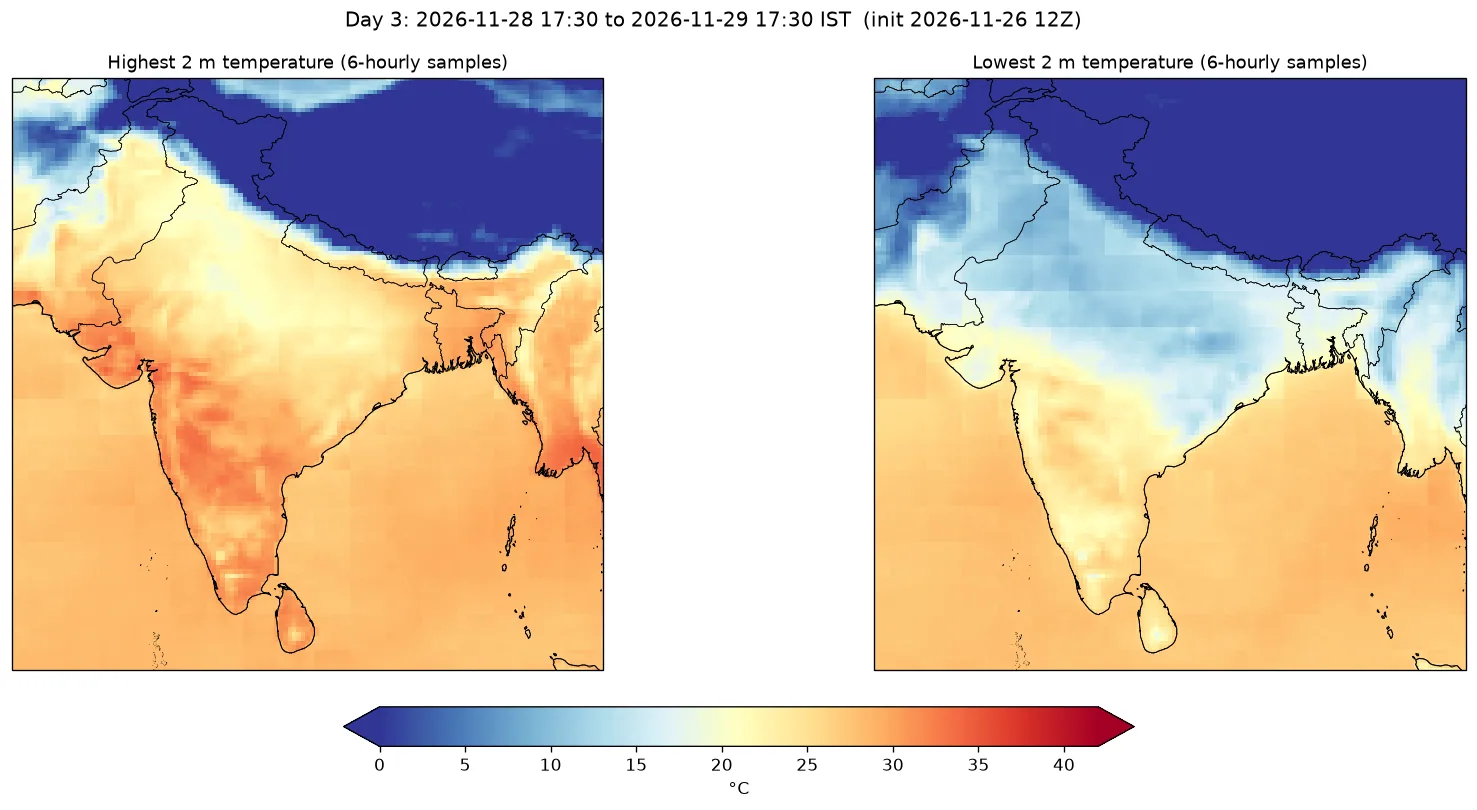 Day 3: 2026-11-28 17:30 to 2026-11-29 17:30 IST (init 2026-11-26 12Z)
Highest 2 m temperature (6-hourly samples)
Lowest 2 m temperature (6-hourly samples)
0 5 10 15 20 25 30 35 40
°C